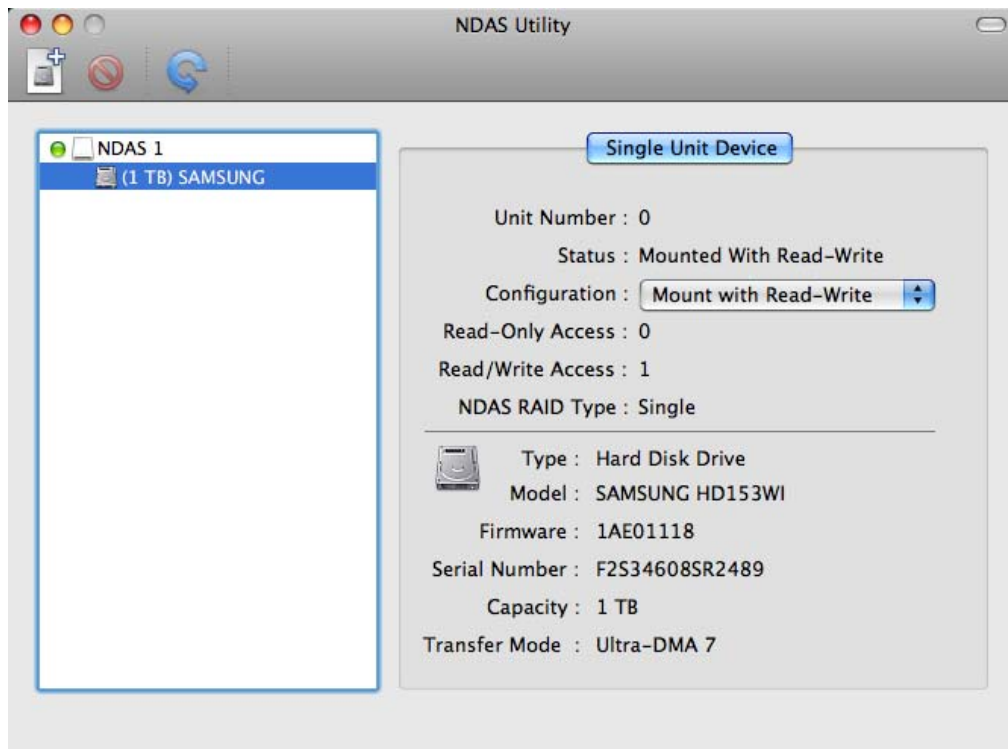 NDAS Utility
NDAS 1
(1 TB) SAMSUNG
Single Unit Device
Unit Number : 0
Status : Mounted With Read-Write
Configuration : Mount with Read-Write
Read-Only Access : 0
Read/Write Access : 1
NDAS RAID Type : Single
Type : Hard Disk Drive
Model : SAMSUNG HD153WI
Firmware : 1AE01118
Serial Number : F2S34608SR2489
Capacity : 1 TB
Transfer Mode : Ultra-DMA 7